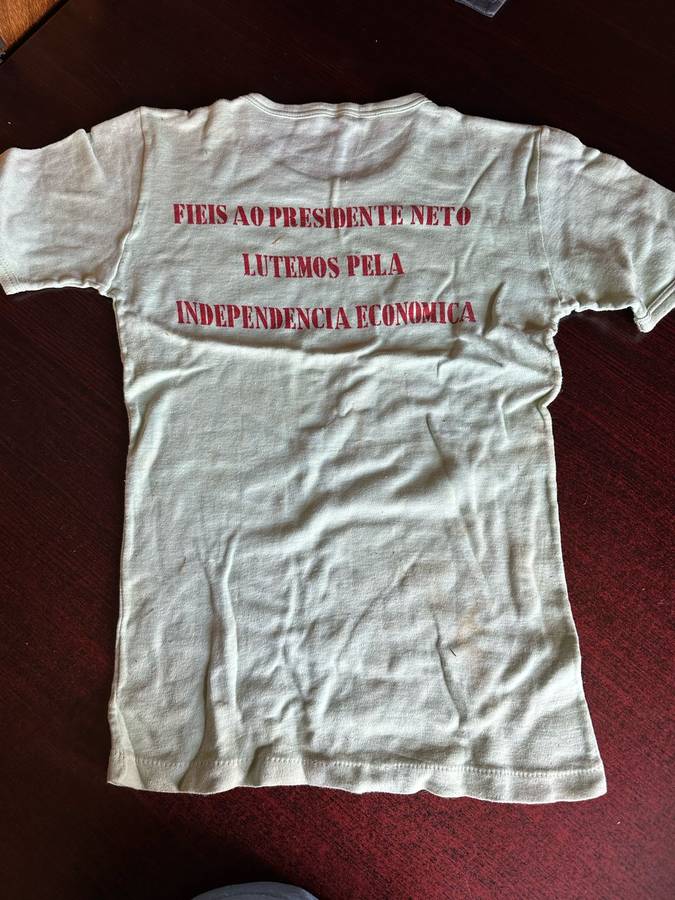 FIEIS AO PRESIDENTE NETO
LUTEMOS PELA
INDEPENDENCIA ECONOMICA